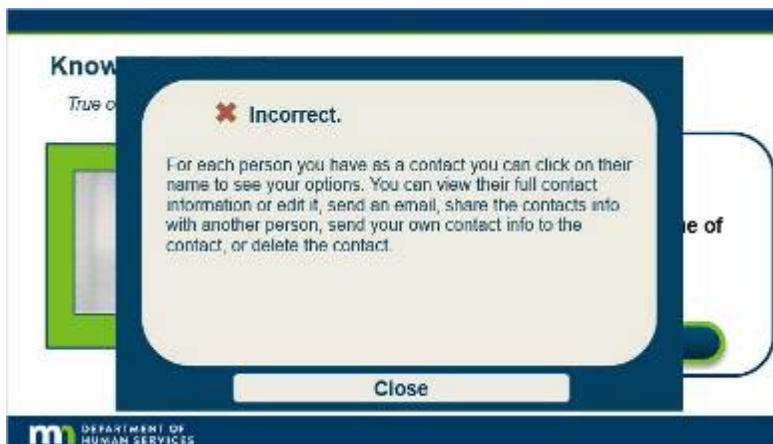 Know
True o
Incorrect.
For each person you have as a contact you can click on their
name to see your options. You can view their full contact
information or edit it, send an email, share the contacts info
with another person, send your own contact info to the
contact, or delete the contact.
e of
Close
DEPARTMENT OF
HUMAN SERVICES